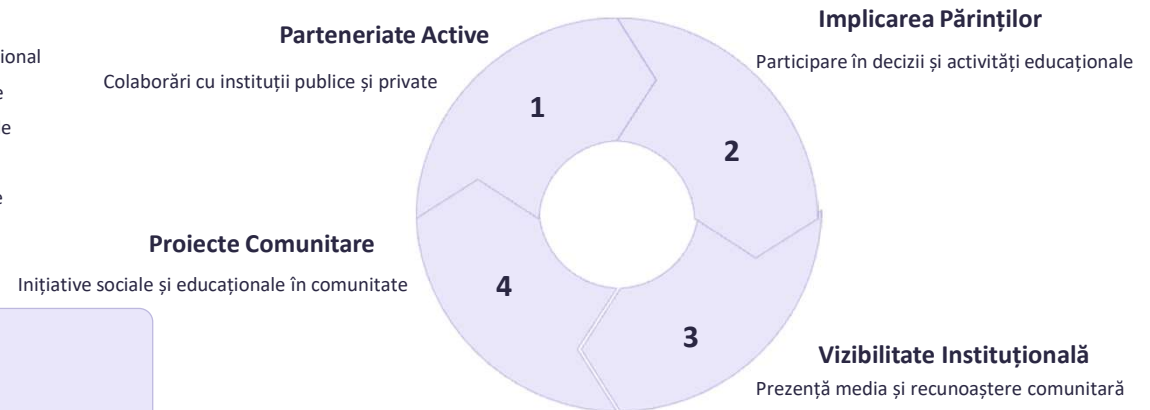 Parteneriate Active
Colaborări cu instituții publice și private
1
Implicarea Părinților
Participare în decizii și activități educaționale
2
Vizibilitate Instituțională
Prezență media și recunoaștere comunitară
3
Proiecte Comunitare
Inițiative sociale și educaționale în comunitate
4